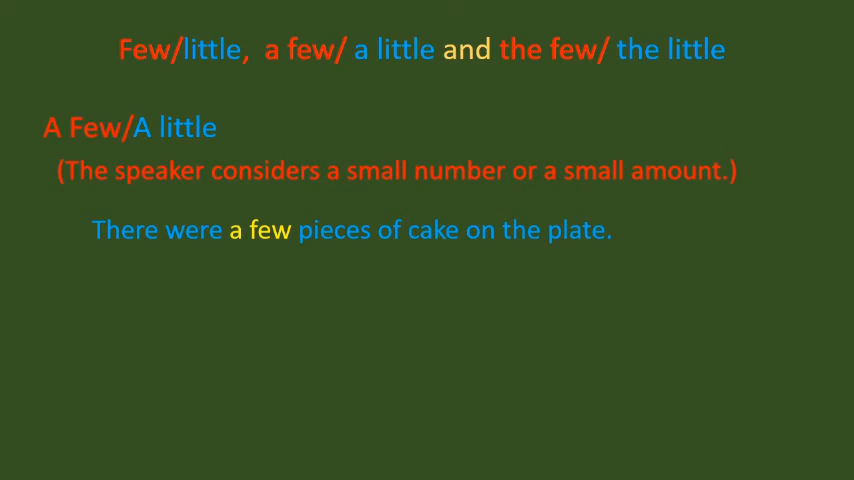 Few/little, a few/ a little and the few/ the little
A Few/A little
(The speaker considers a small number or a small amount.)
There were a few pieces of cake on the plate.